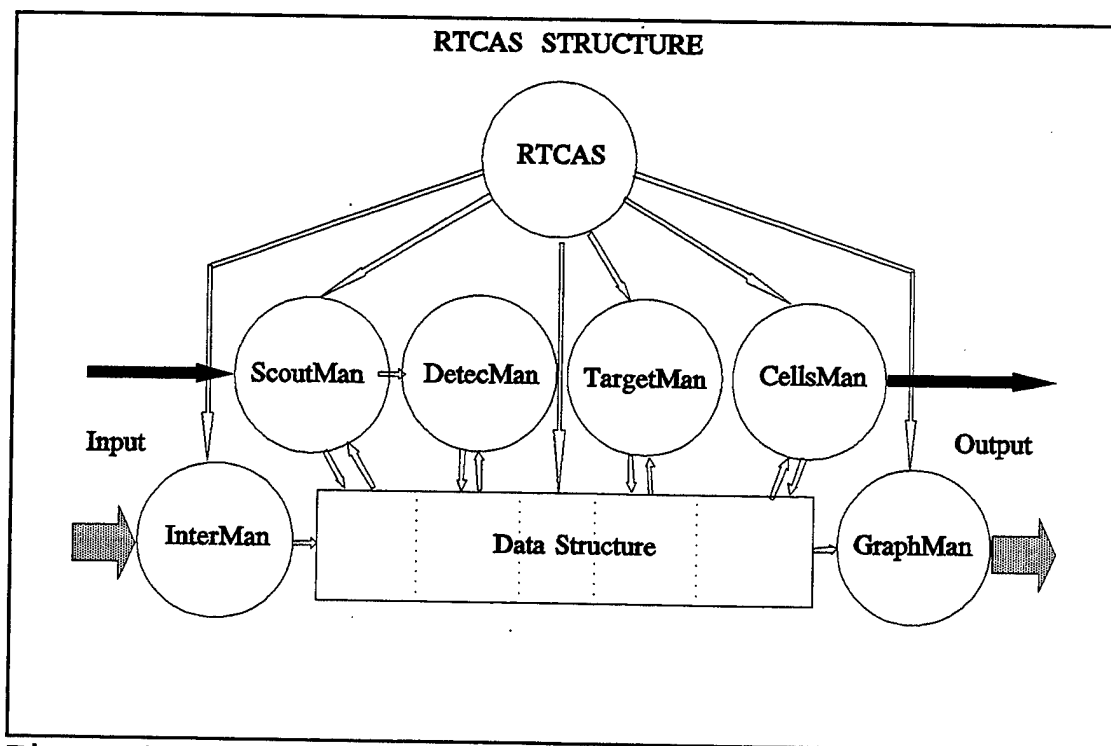 RTCAS STRUCTURE
RTCAS
ScoutMan
DetecMan
TargetMan
CellsMan
Input
Output
InterMan
Data Structure
GraphMan